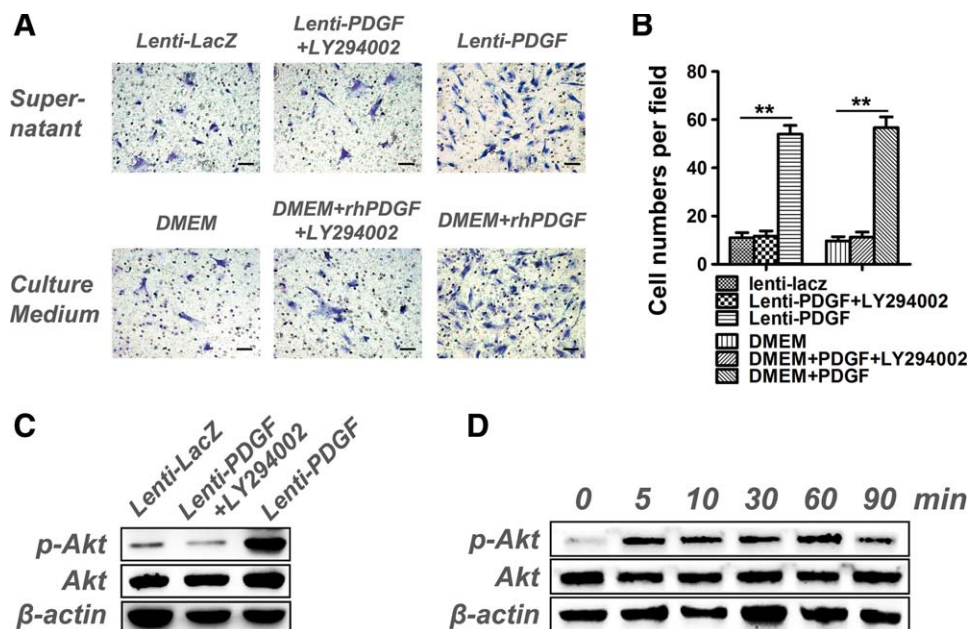 A
Lenti-LacZ
Lenti-PDGF
+LY294002
Lenti-PDGF
Super-
natant
DMEM
DMEM+rhPDGF
+LY294002
DMEM+rhPDGF
Culture
Medium
B
Cell numbers per field
80
60
40
20
0
**
**
lenti-lacz
Lenti-PDGF+LY294002
Lenti-PDGF
DMEM
DMEM+PDGF+LY294002
DMEM+PDGF
C
Lenti-LacZ
Lenti-PDGF
+LY294002
Lenti-PDGF
p-Akt
Akt
β-actin
D
0 5 10 30 60 90 min
p-Akt
Akt
β-actin